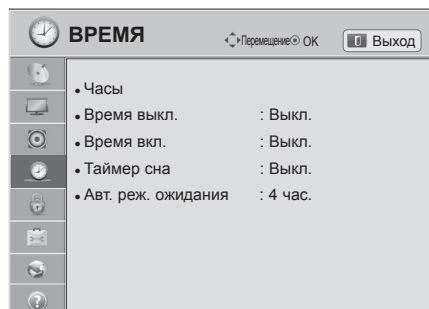 ВРЕМЯ Перемещение OK Выход
• Часы
• Время выкл. : Выкл.
• Время вкл. : Выкл.
• Таймер сна : Выкл.
• Авт. реж. ожидания : 4 час.